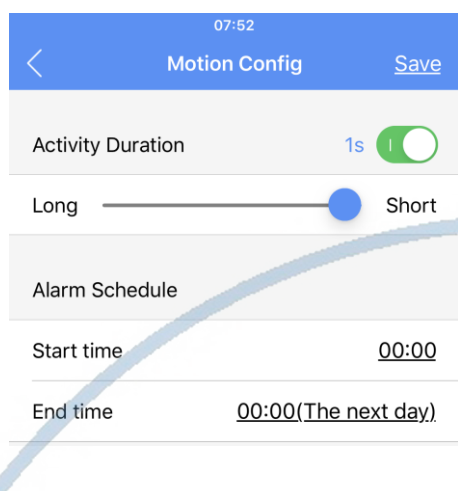 07:52
Motion Config Save
Activity Duration 1s
Long Short
Alarm Schedule
Start time 00:00
End time 00:00(The next day)